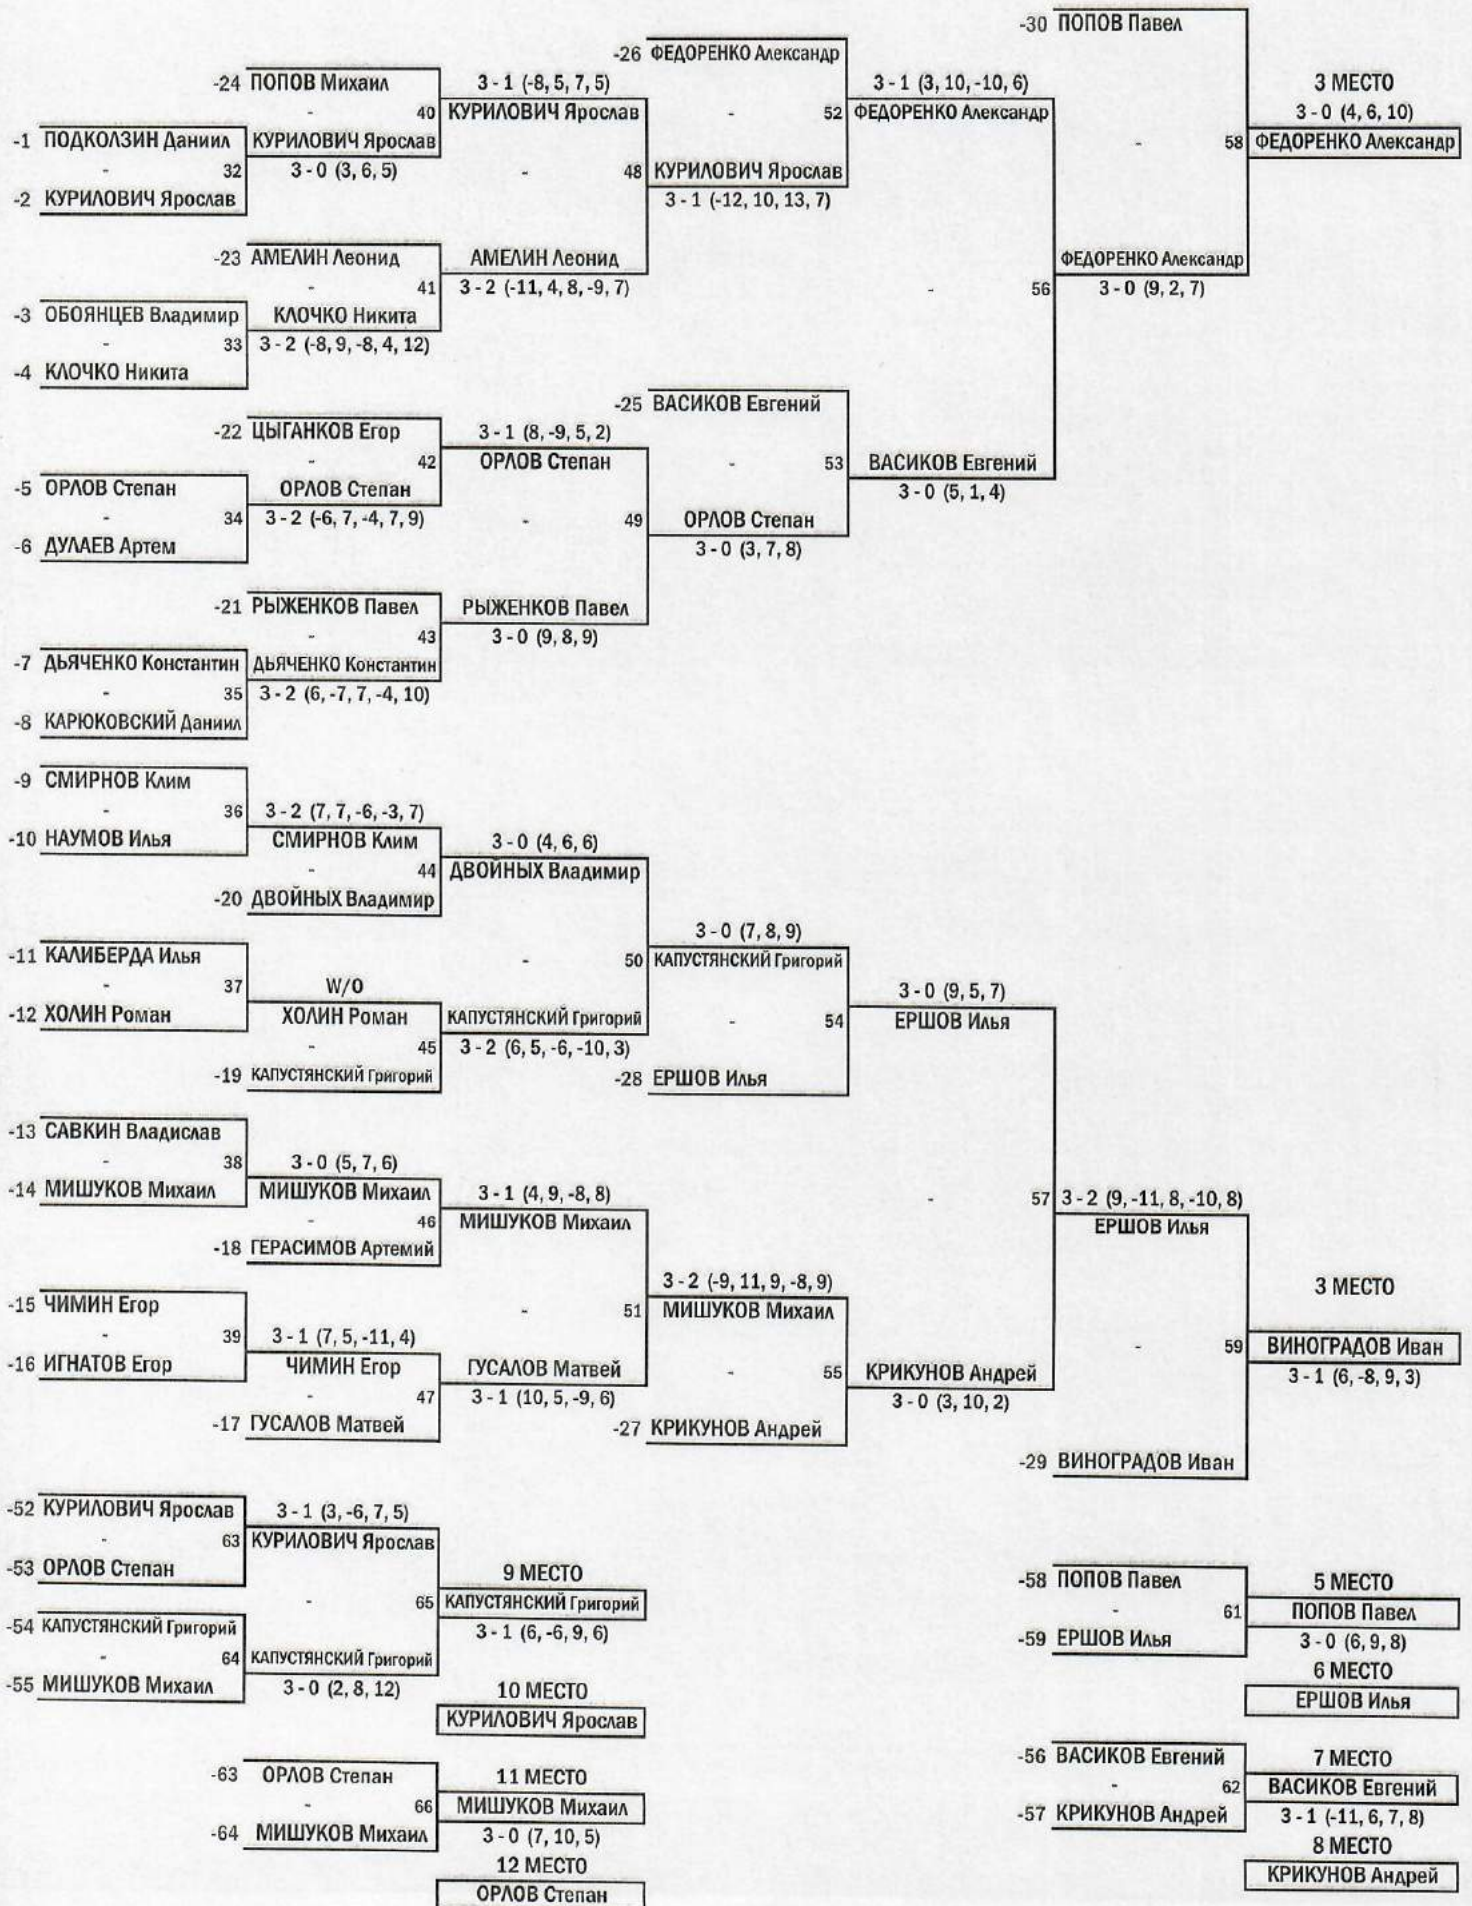 -30 ПОПОВ Павел
-26 ФЕДОРЕНКО Александр
-24 ПОПОВ Михаил
3 - 1 (-8, 5, 7, 5)
3 - 1 (3, 10, -10, 6)
3 МЕСТО
- 40 КУРИЛОВИЧ Ярослав
- 52 ФЕДОРЕНКО Александр
3 - 0 (4, 6, 10)
-1 ПОДКОЛЗИН Даниил
КУРИЛОВИЧ Ярослав
- 58 ФЕДОРЕНКО Александр
- 32
3 - 0 (3, 6, 5)
- 48 КУРИЛОВИЧ Ярослав
-2 КУРИЛОВИЧ Ярослав
3 - 1 (-12, 10, 13, 7)
-23 АМЕЛИН Леонид
АМЕЛИН Леонид
ФЕДОРЕНКО Александр
- 41
3 - 2 (-11, 4, 8, -9, 7)
- 56
3 - 0 (9, 2, 7)
-3 ОБОЯНЦЕВ Владимир
КЛОЧКО Никита
- 33
3 - 2 (-8, 9, -8, 4, 12)
-4 КЛОЧКО Никита
-25 ВАСИКОВ Евгений
-22 ЦЫГАНКОВ Егор
3 - 1 (8, -9, 5, 2)
- 42
ОРЛОВ Степан
- 53
ВАСИКОВ Евгений
-5 ОРЛОВ Степан
ОРЛОВ Степан
3 - 0 (5, 1, 4)
- 34
3 - 2 (-6, 7, -4, 7, 9)
- 49
ОРЛОВ Степан
-6 ДУЛАЕВ Артем
3 - 0 (3, 7, 8)
-21 РЫЖЕНКОВ Павел
РЫЖЕНКОВ Павел
- 43
3 - 0 (9, 8, 9)
-7 ДЬЯЧЕНКО Константин
ДЬЯЧЕНКО Константин
- 35
3 - 2 (6, -7, 7, -4, 10)
-8 КАРЮКОВСКИЙ Даниил
-9 СМИРНОВ Клим
- 36
3 - 2 (7, 7, -6, -3, 7)
-10 НАУМОВ Илья
СМИРНОВ Клим
3 - 0 (4, 6, 6)
- 44
ДВОЙНЫХ Владимир
-20 ДВОЙНЫХ Владимир
3 - 0 (7, 8, 9)
-11 КАЛИБЕРДА Илья
- 50
КАПУСТЯНСКИЙ Григорий
- 37
W/O
3 - 0 (9, 5, 7)
-12 ХОЛИН Роман
ХОЛИН Роман
КАПУСТЯНСКИЙ Григорий
- 54
ЕРШОВ Илья
- 45
3 - 2 (6, 5, -6, -10, 3)
-19 КАПУСТЯНСКИЙ Григорий
-28 ЕРШОВ Илья
-13 САВКИН Владислав
- 38
3 - 0 (5, 7, 6)
-14 МИШУКОВ Михаил
МИШУКОВ Михаил
3 - 1 (4, 9, -8, 8)
- 57
3 - 2 (9, -11, 8, -10, 8)
- 46
МИШУКОВ Михаил
ЕРШОВ Илья
-18 ГЕРАСИМОВ Артемий
3 - 2 (-9, 11, 9, -8, 9)
3 МЕСТО
-15 ЧИМИН Егор
- 51
МИШУКОВ Михаил
- 39
3 - 1 (7, 5, -11, 4)
- 59
ВИНОГРАДОВ Иван
-16 ИГНАТОВ Егор
ЧИМИН Егор
ГУСАЛОВ Матвей
- 55
КРИКУНОВ Андрей
3 - 1 (6, -8, 9, 3)
- 47
3 - 1 (10, 5, -9, 6)
3 - 0 (3, 10, 2)
-17 ГУСАЛОВ Матвей
-27 КРИКУНОВ Андрей
-29 ВИНОГРАДОВ Иван
-52 КУРИЛОВИЧ Ярослав
3 - 1 (3, -6, 7, 5)
- 63
КУРИЛОВИЧ Ярослав
-53 ОРЛОВ Степан
9 МЕСТО
-58 ПОПОВ Павел
5 МЕСТО
- 65
КАПУСТЯНСКИЙ Григорий
- 61
ПОПОВ Павел
-54 КАПУСТЯНСКИЙ Григорий
3 - 1 (6, -6, 9, 6)
-59 ЕРШОВ Илья
3 - 0 (6, 9, 8)
- 64
КАПУСТЯНСКИЙ Григорий
6 МЕСТО
-55 МИШУКОВ Михаил
3 - 0 (2, 8, 12)
10 МЕСТО
ЕРШОВ Илья
КУРИЛОВИЧ Ярослав
-56 ВАСИКОВ Евгений
7 МЕСТО
-63 ОРЛОВ Степан
11 МЕСТО
- 62
ВАСИКОВ Евгений
- 66
МИШУКОВ Михаил
-57 КРИКУНОВ Андрей
3 - 1 (-11, 6, 7, 8)
-64 МИШУКОВ Михаил
3 - 0 (7, 10, 5)
8 МЕСТО
12 МЕСТО
КРИКУНОВ Андрей
ОРЛОВ Степан